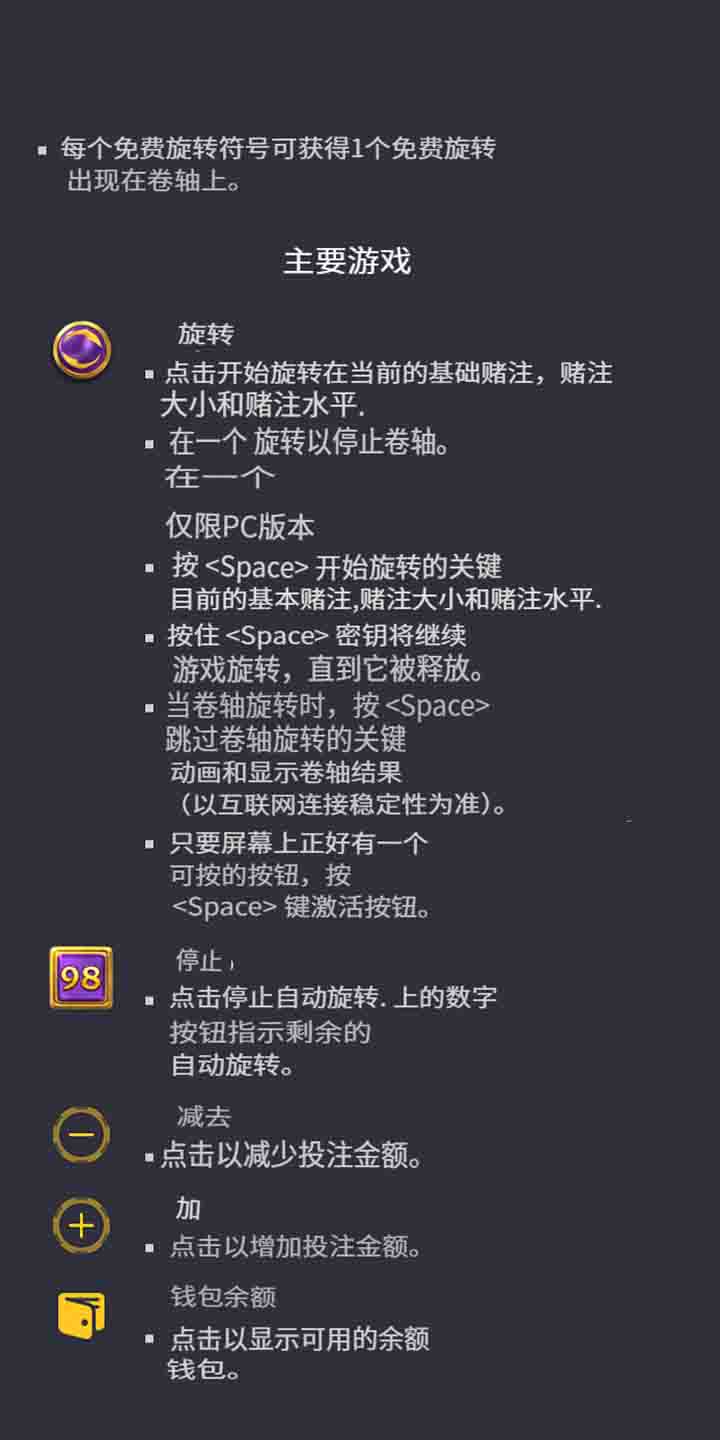 每个免费旋转符号可获得1个免费旋转
出现在卷轴上。
主要游戏
旋转
点击开始旋转在当前的基础赌注，赌注
大小和赌注水平.
在一个 旋转以停止卷轴。
在一个
仅限PC版本
按 <Space> 开始旋转的关键
目前的基本赌注,赌注大小和赌注水平.
按住 <Space> 密钥将继续
游戏旋转，直到它被释放。
当卷轴旋转时，按 <Space>
跳过卷轴旋转的关键
动画和显示卷轴结果
（以互联网连接稳定性为准）。
只要屏幕上正好有一个
可按的按钮，按
<Space> 键激活按钮。
98
停止，
点击停止自动旋转. 上的数字
按钮指示剩余的
自动旋转。
减去
点击以减少投注金额。
加
点击以增加投注金额。
钱包余额
点击以显示可用的余额
钱包。